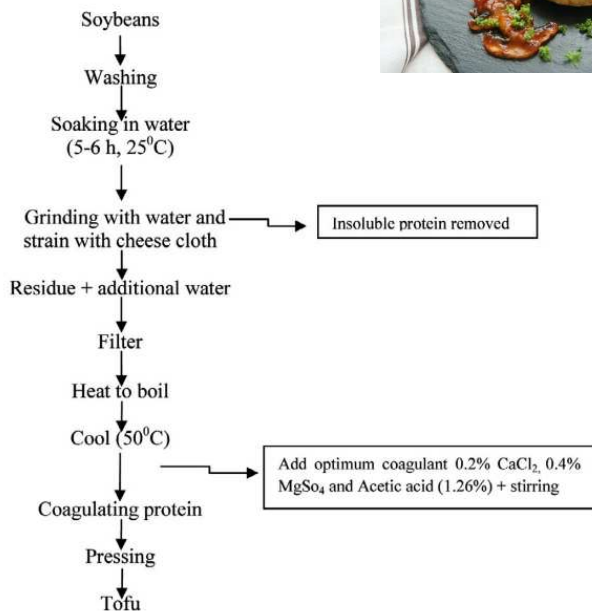 Soybeans
Washing
Soaking in water
(5-6 h, 25⁰C)
Grinding with water and
strain with cheese cloth
Insoluble protein removed
Residue + additional water
Filter
Heat to boil
Cool (50⁰C)
Add optimum coagulant 0.2% CaCl₂, 0.4%
MgSo₄ and Acetic acid (1.26%) + stirring
Coagulating protein
Pressing
Tofu